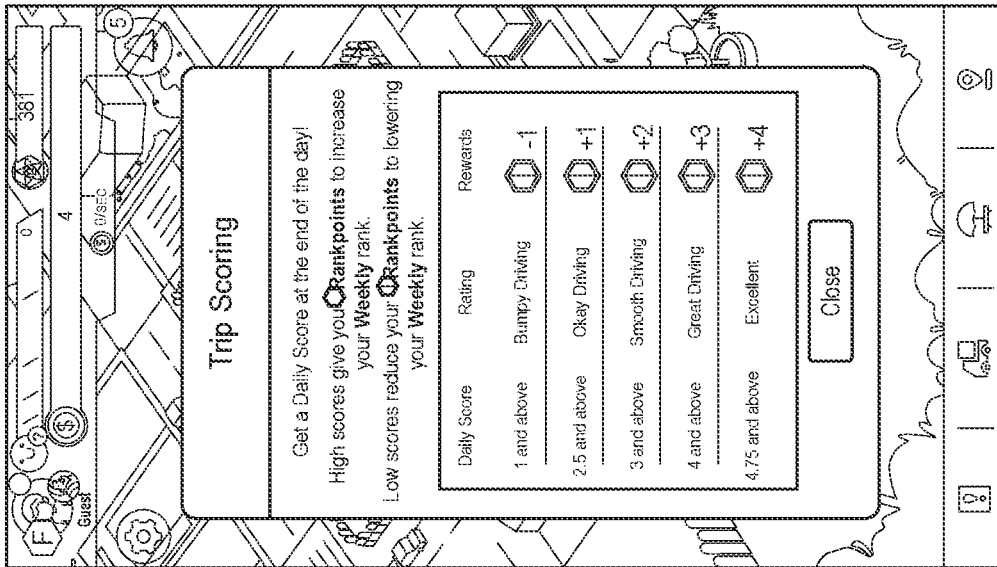 F
Guest
0
381
4
0/SEC
5
Trip Scoring
Get a Daily Score at the end of the day!
High scores give you Rankpoints to increase
your Weekly rank.
Low scores reduce your Rankpoints to lowering
your Weekly rank.
Daily Score Rating Rewards
1 and above Bumpy Driving -1
2.5 and above Okay Driving +1
3 and above Smooth Driving +2
4 and above Great Driving +3
4.75 and above Excellent +4
Close